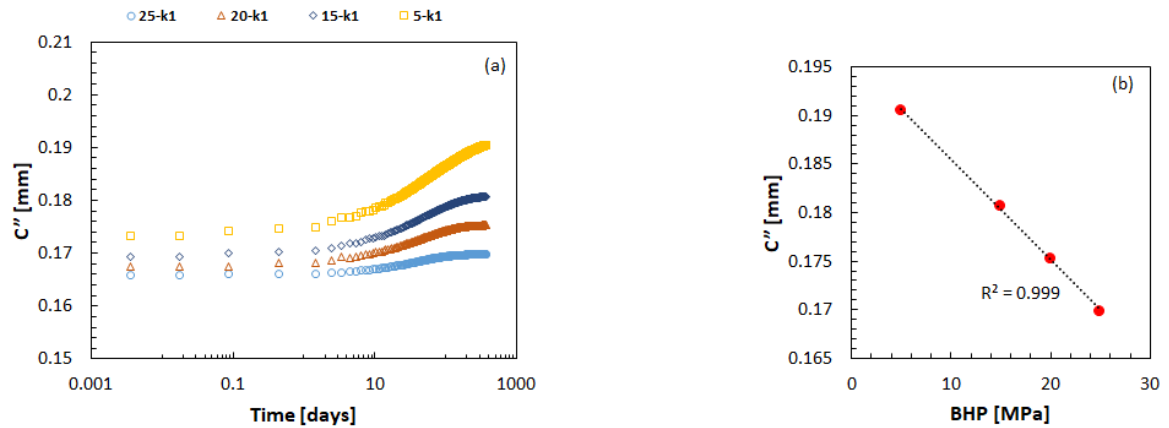 25-k1 20-k1 15-k1 5-k1
(a)
0.21
0.2
0.19
0.18
0.17
0.16
0.15
C″ [mm]
0.001 0.1 10 1000
Time [days]
(b)
0.195
0.19
0.185
0.18
0.175
0.17
0.165
C″ [mm]
R² = 0.999
0 10 20 30
BHP [MPa]